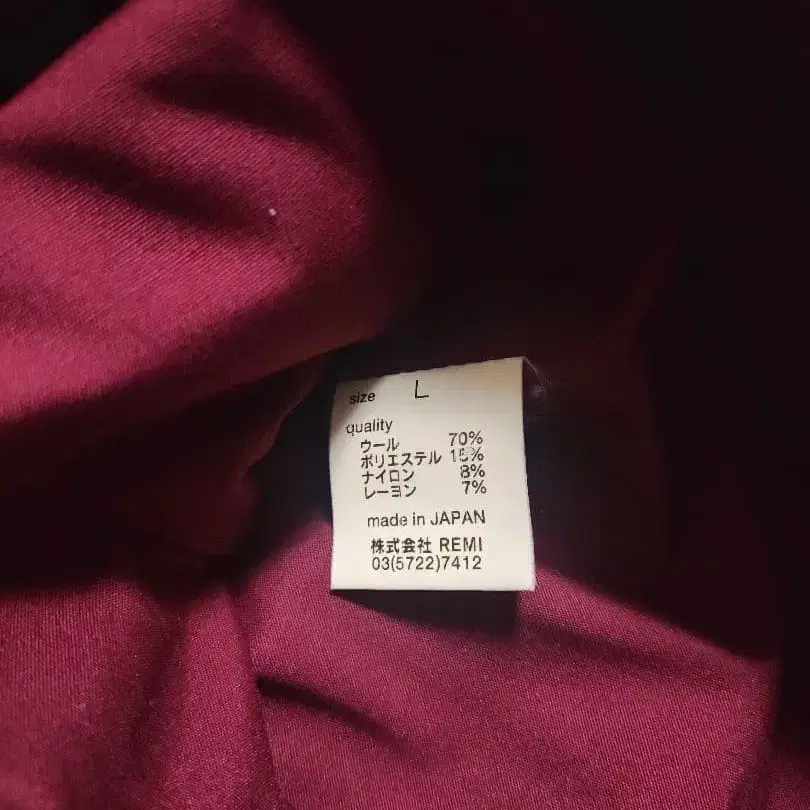 size L
quality
ウール 70%
ポリエステル 15%
ナイロン 8%
レーヨン 7%
made in JAPAN
株式会社 REMI
03(5722)7412